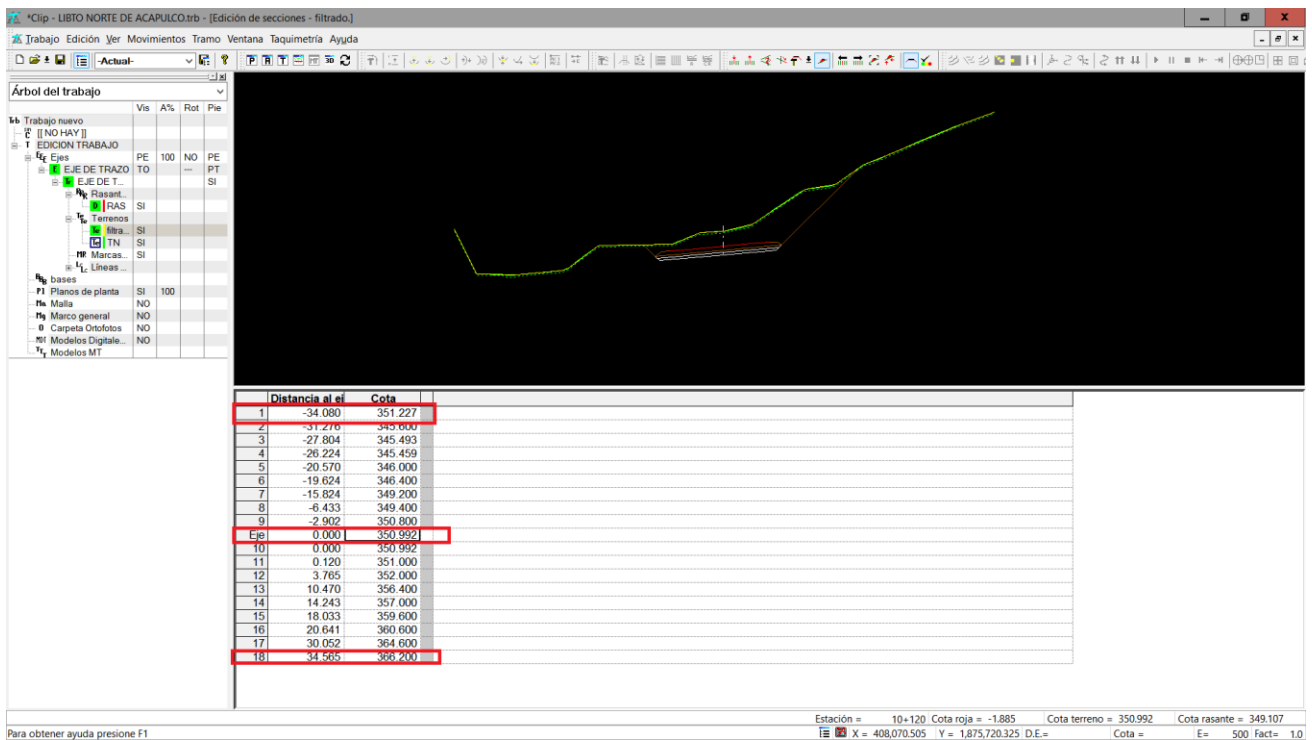 *Clip - LIBTO NORTE DE ACAPULCO.trb - [Edición de secciones - filtrado.]
Trabajo Edición Ver Movimientos Tramo Ventana Taquimetría Ayuda
-Actual-
Árbol del trabajo
Vis A% Rot Pie
Trb Trabajo nuevo
[[ NO HAY ]]
T EDICION TRABAJO
Ejes PE 100 NO PE
E EJE DE TRAZO TO --- PT
EJE DE T... SI
Rasant...
D RAS SI
Terrenos
filtra... SI
TN SI
MR Marcas... SI
Líneas ...
bases
Pl Planos de planta SI 100
Ma Malla NO
Mg Marco general NO
O Carpeta Ortofotos NO
MDT Modelos Digitale... NO
Modelos MT
Distancia al ej Cota
1 -34.080 351.227
2 -31.276 345.600
3 -27.804 345.493
4 -26.224 345.459
5 -20.570 346.000
6 -19.624 346.400
7 -15.824 349.200
8 -6.433 349.400
9 -2.902 350.800
Eje 0.000 350.992
10 0.000 350.992
11 0.120 351.000
12 3.765 352.000
13 10.470 356.400
14 14.243 357.000
15 18.033 359.600
16 20.641 360.600
17 30.052 364.600
18 34.565 366.200
Estación = 10+120 Cota roja = -1.885 Cota terreno = 350.992 Cota rasante = 349.107
Para obtener ayuda presione F1 X = 408,070.505 Y = 1,875,720.325 D.E.= Cota = E= 500 Fact= 1.0